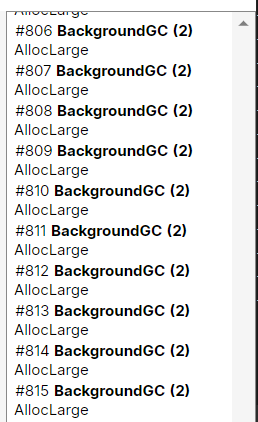 AllocLarge
#806 BackgroundGC (2)
AllocLarge
#807 BackgroundGC (2)
AllocLarge
#808 BackgroundGC (2)
AllocLarge
#809 BackgroundGC (2)
AllocLarge
#810 BackgroundGC (2)
AllocLarge
#811 BackgroundGC (2)
AllocLarge
#812 BackgroundGC (2)
AllocLarge
#813 BackgroundGC (2)
AllocLarge
#814 BackgroundGC (2)
AllocLarge
#815 BackgroundGC (2)
AllocLarge